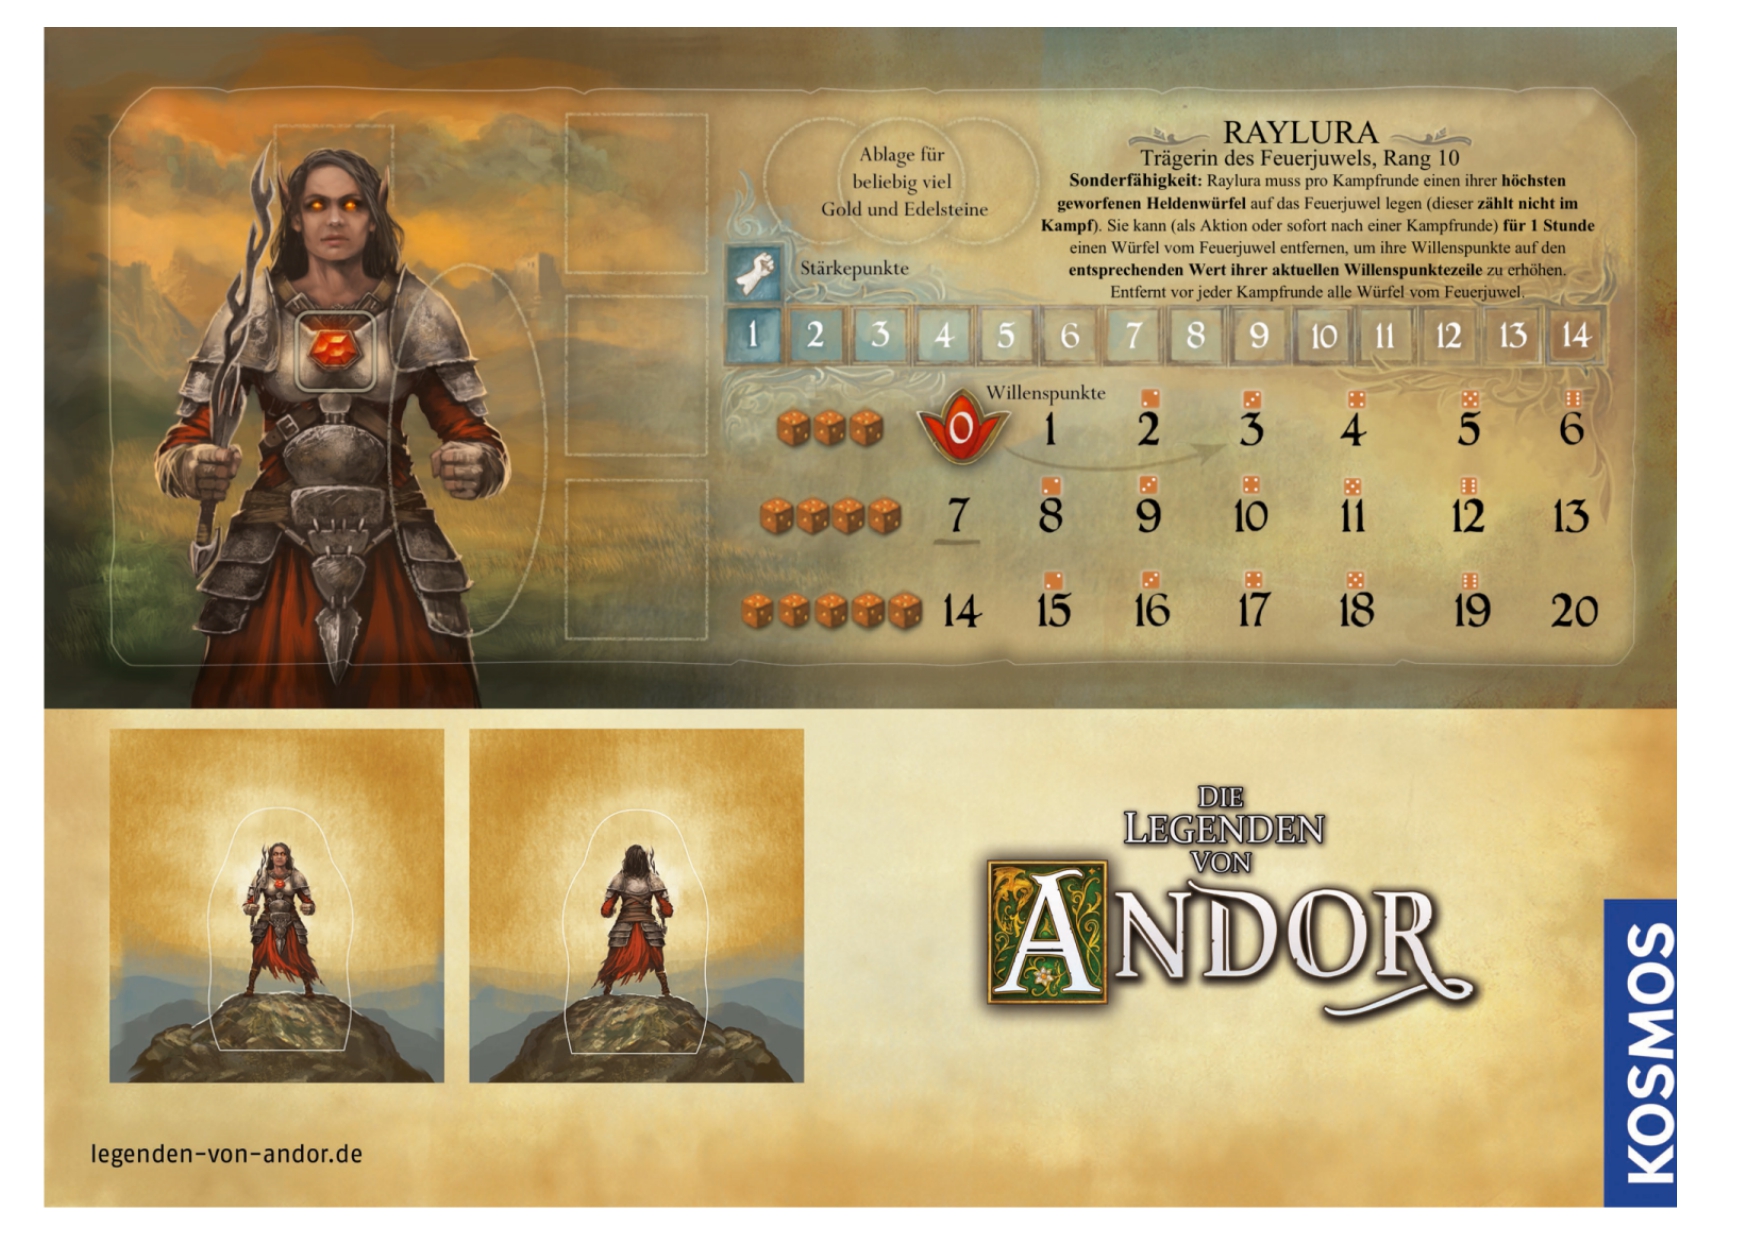 Ablage für
beliebig viel
Gold und Edelsteine
RAYLURA
Trägerin des Feuerjuwels, Rang 10
Sonderfähigkeit: Raylura muss pro Kampfrunde einen ihrer höchsten
geworfenen Heldenwürfel auf das Feuerjuwel legen (dieser zählt nicht im
Kampf). Sie kann (als Aktion oder sofort nach einer Kampfrunde) für 1 Stunde
einen Würfel vom Feuerjuwel entfernen, um ihre Willenspunkte auf den
entsprechenden Wert ihrer aktuellen Willenspunktezeile zu erhöhen.
Entfernt vor jeder Kampfrunde alle Würfel vom Feuerjuwel.
Stärkepunkte
1 2 3 4 5 6 7 8 9 10 11 12 13 14
Willenspunkte
0 1 2 3 4 5 6
7 8 9 10 11 12 13
14 15 16 17 18 19 20
DIE
LEGENDEN
VON
ANDOR
KOSMOS
legenden-von-andor.de